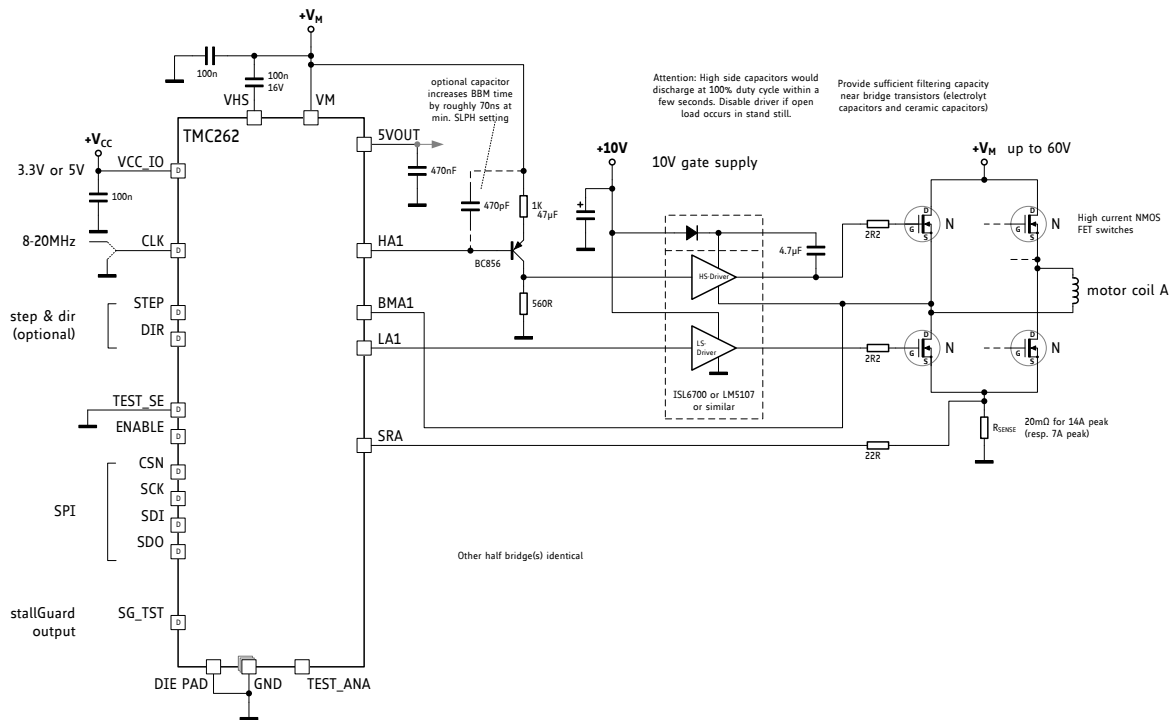 +VM
100n
100n
16V
VHS
VM
optional capacitor
increases BBM time
by roughly 70ns at
min. SLPH setting
Attention: High side capacitors would
discharge at 100% duty cycle within a
few seconds. Disable driver if open
load occurs in stand still.
Provide sufficient filtering capacity
near bridge transistors (electrolyt
capacitors and ceramic capacitors)
TMC262
+VCC
3.3V or 5V
VCC_IO
D
100n
5VOUT
470nF
470pF
1K
47µF
+10V
10V gate supply
+
+VM
up to 60V
8-20MHz
CLK
D
HA1
BC856
560R
HS-Driver
4.7µF
2R2
G
D
S
N
G
D
S
N
High current NMOS
FET switches
motor coil A
step & dir
(optional)
STEP
D
DIR
D
BMA1
LA1
LS-
Driver
2R2
G
D
S
N
G
D
S
N
ISL6700 or LM5107
or similar
TEST_SE
D
ENABLE
D
SRA
22R
RSENSE
20mΩ for 14A peak
(resp. 7A peak)
SPI
CSN
D
SCK
D
SDI
D
SDO
D
Other half bridge(s) identical
stallGuard
output
SG_TST
D
DIE PAD
GND
TEST_ANA